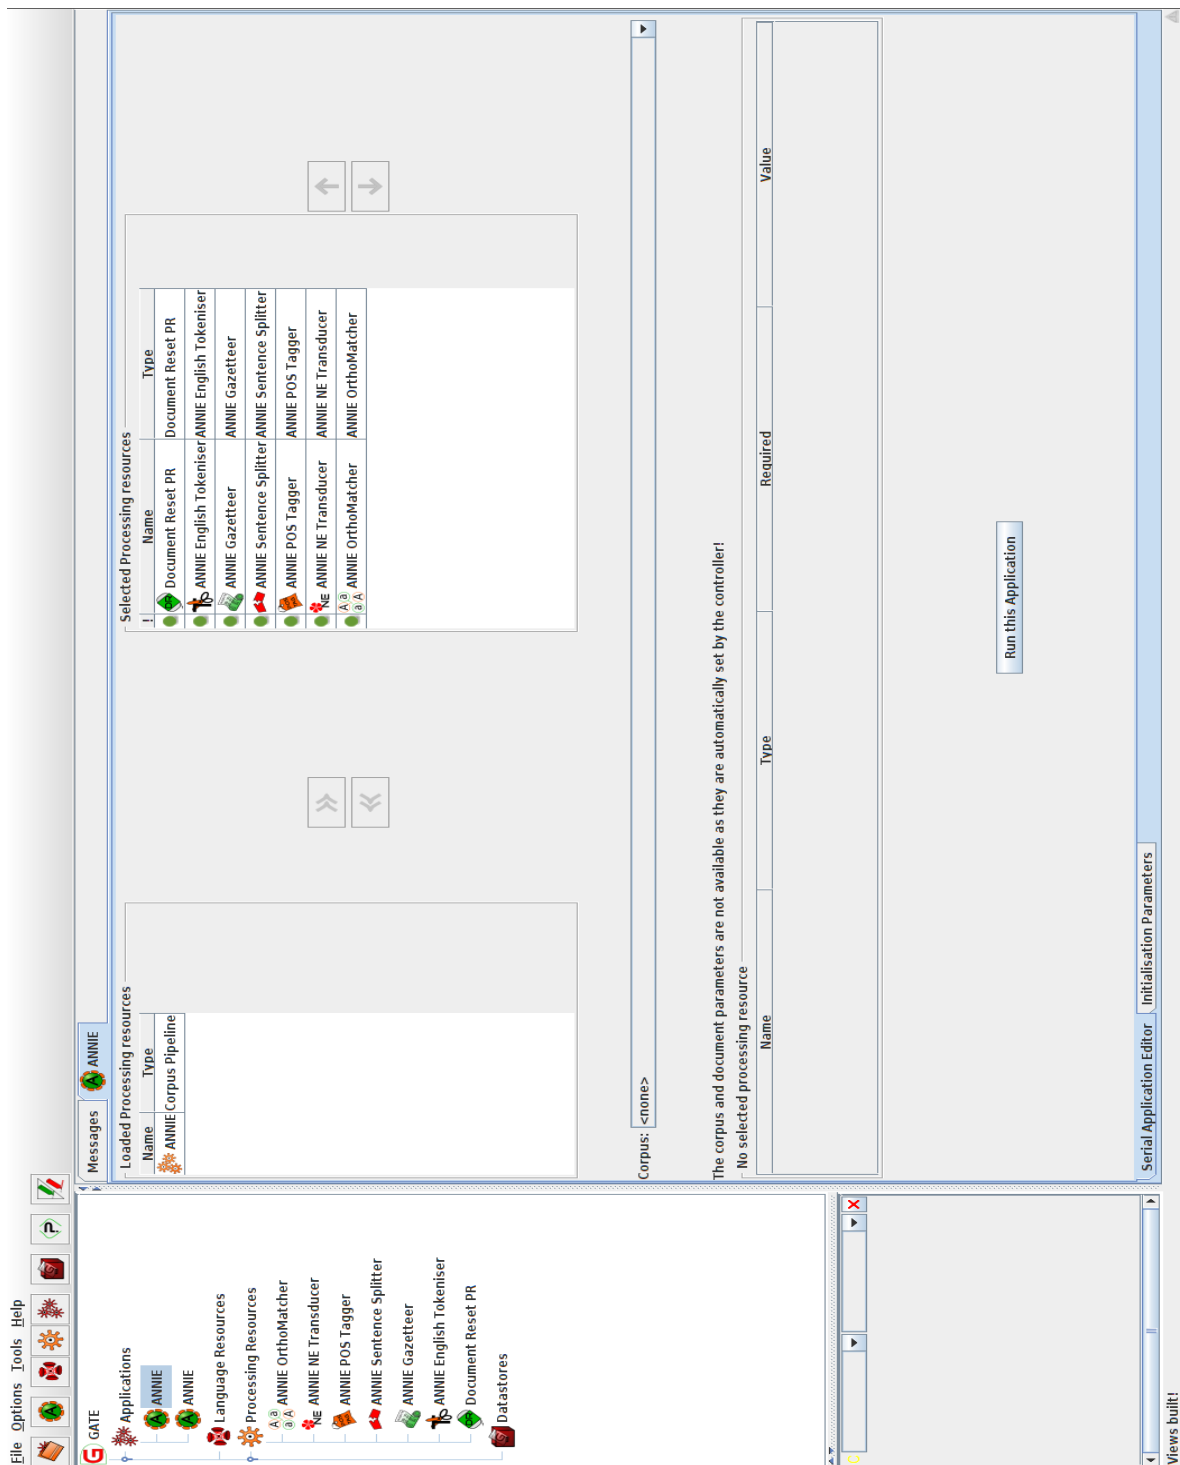 File Options Tools Help
GATE
Applications
ANNIE
ANNIE
Language Resources
Processing Resources
ANNIE OrthoMatcher
ANNIE NE Transducer
ANNIE POS Tagger
ANNIE Sentence Splitter
ANNIE Gazetteer
ANNIE English Tokeniser
Document Reset PR
Datastores
Messages ANNIE
Loaded Processing resources
Name Type
ANNIE Corpus Pipeline
Selected Processing resources
! Name Type
Document Reset PR Document Reset PR
ANNIE English Tokeniser ANNIE English Tokeniser
ANNIE Gazetteer ANNIE Gazetteer
ANNIE Sentence Splitter ANNIE Sentence Splitter
ANNIE POS Tagger ANNIE POS Tagger
ANNIE NE Transducer ANNIE NE Transducer
ANNIE OrthoMatcher ANNIE OrthoMatcher
Corpus: <none>
The corpus and document parameters are not available as they are automatically set by the controller!
No selected processing resource
Name Type Required Value
Run this Application
Serial Application Editor Initialisation Parameters
Views built!